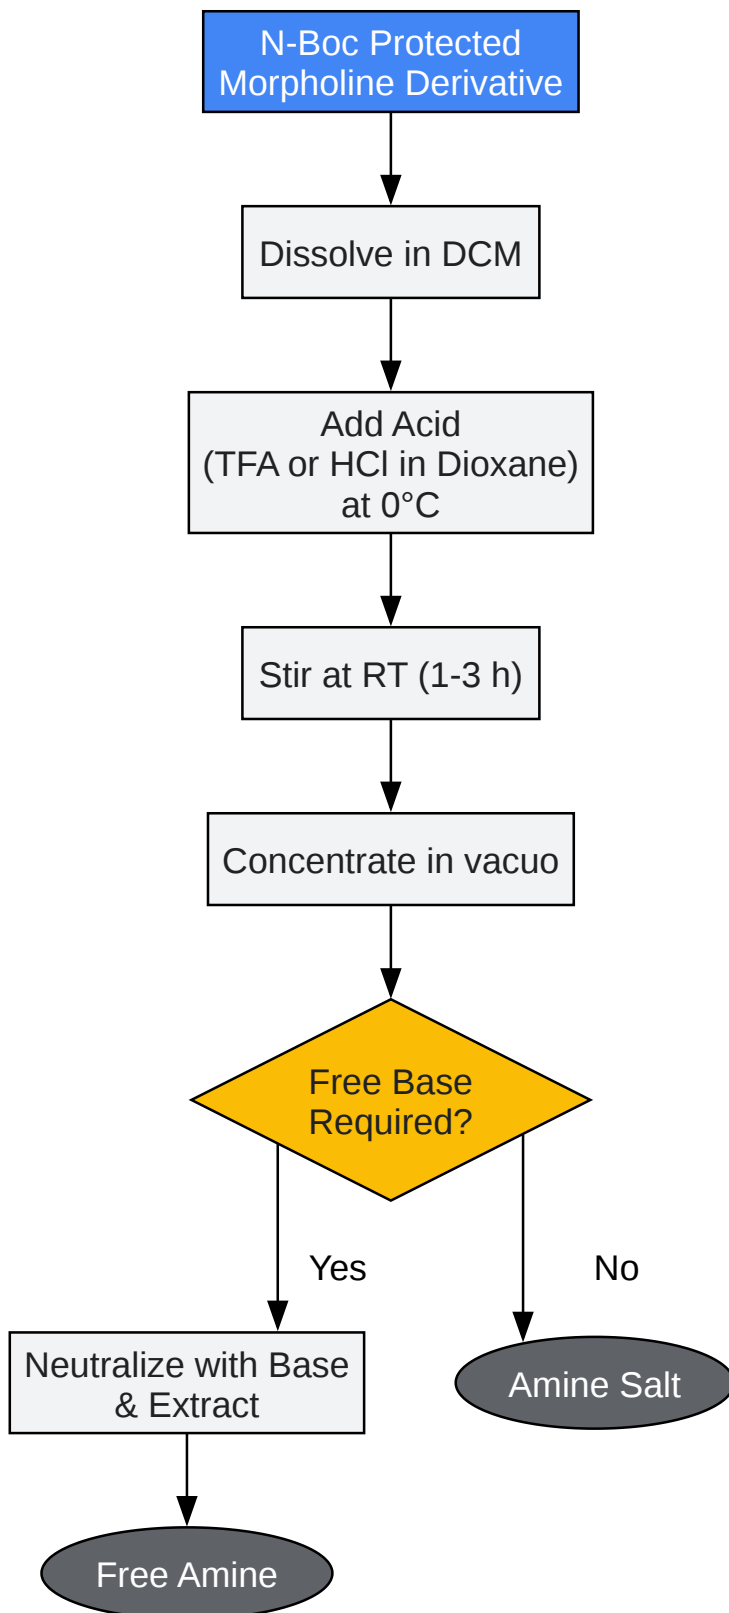 N-Boc Protected
Morpholine Derivative
Dissolve in DCM
Add Acid
(TFA or HCl in Dioxane)
at 0°C
Stir at RT (1-3 h)
Concentrate in vacuo
Free Base
Required?
Yes
No
Neutralize with Base
& Extract
Amine Salt
Free Amine